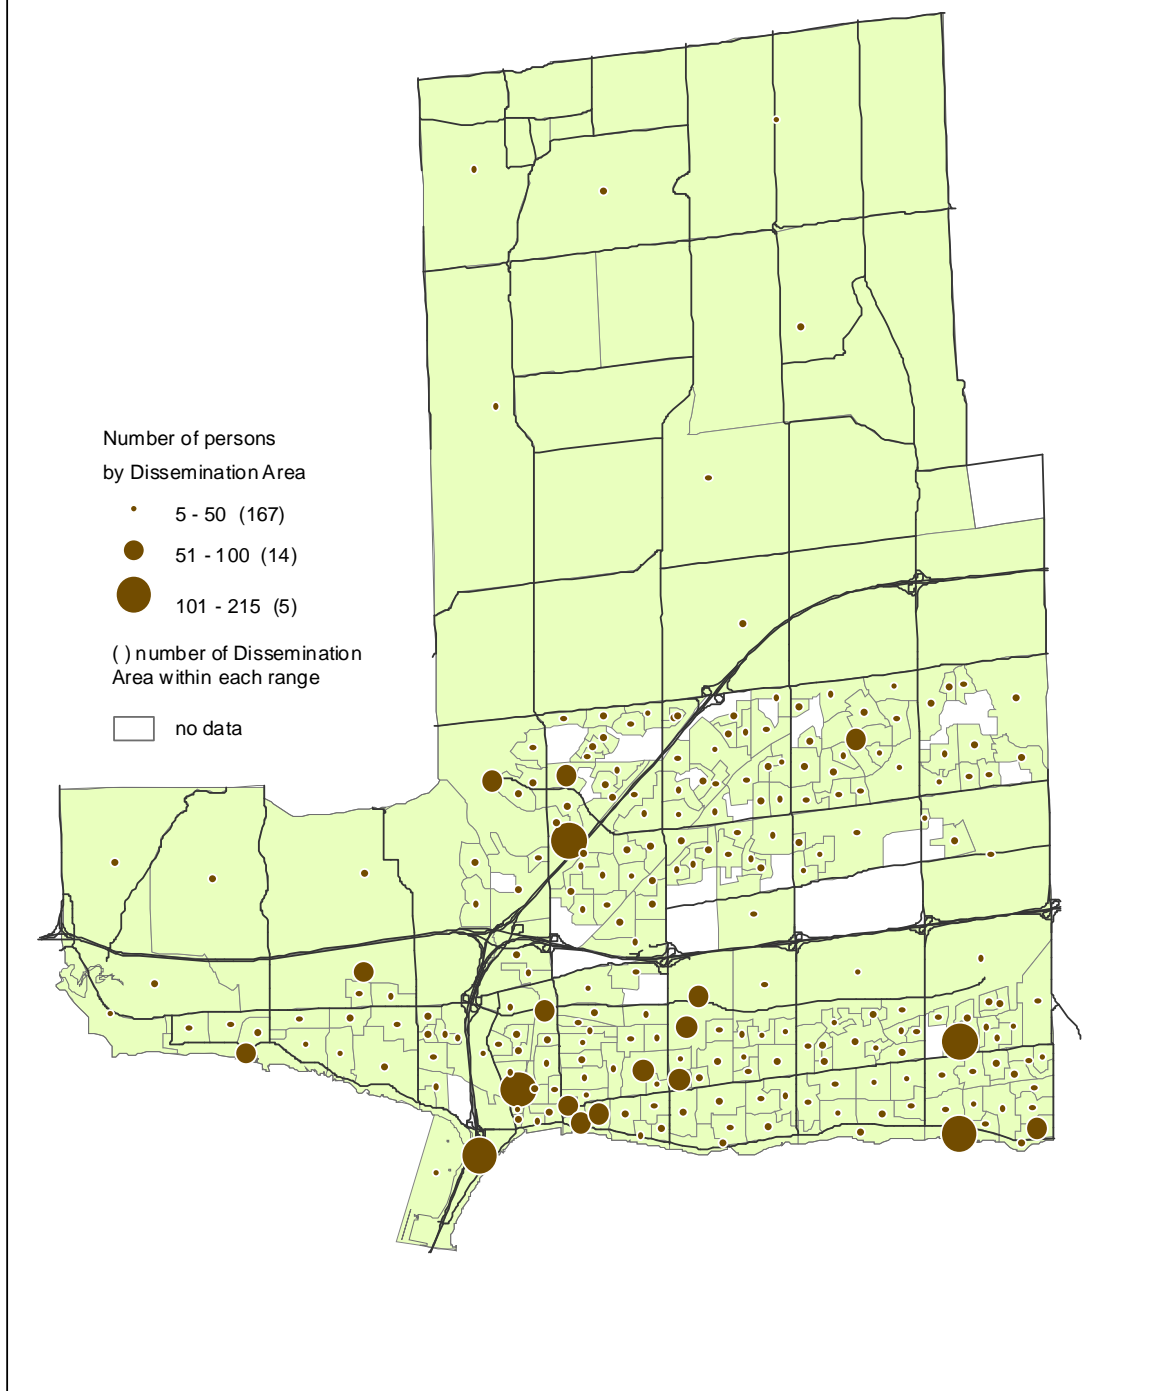 Number of persons
by Dissemination Area
5 - 50 (167)
51 - 100 (14)
101 - 215 (5)
( ) number of Dissemination
Area within each range
no data